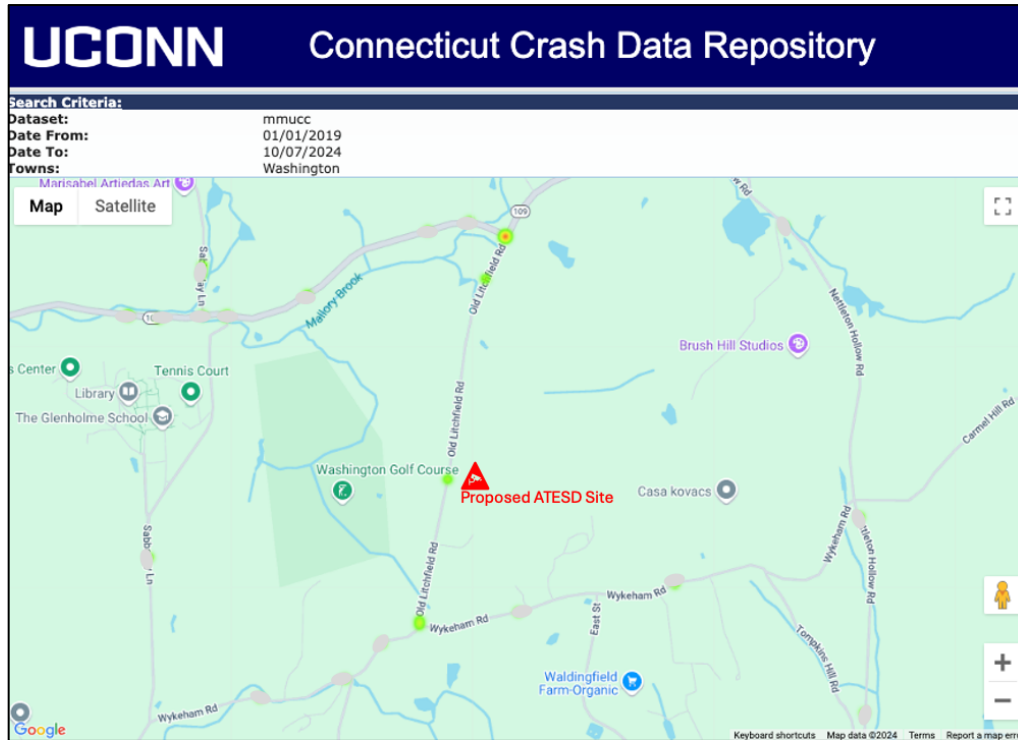 UCONN Connecticut Crash Data Repository
Search Criteria:
Dataset: mmucc
Date From: 01/01/2019
Date To: 10/07/2024
Towns: Washington
Marisabel Artiedas Art
Map Satellite
109
Old Litchfield Rd
Mallory Brook
Nettleton Hollow Rd
Brush Hill Studios
s Center
Tennis Court
Library
The Glenholme School
Old Litchfield Rd
Carmel Hill Rd
Washington Golf Course
Proposed ATESD Site
Casa kovacs
Wykeham Rd
Old Litchfield Rd
Wykeham Rd
Wykeham Rd
East St
Tompkins Hill Rd
Waldingfield
Farm-Organic
Wykeham Rd
Google
Keyboard shortcuts Map data ©2024 Terms Report a map erro